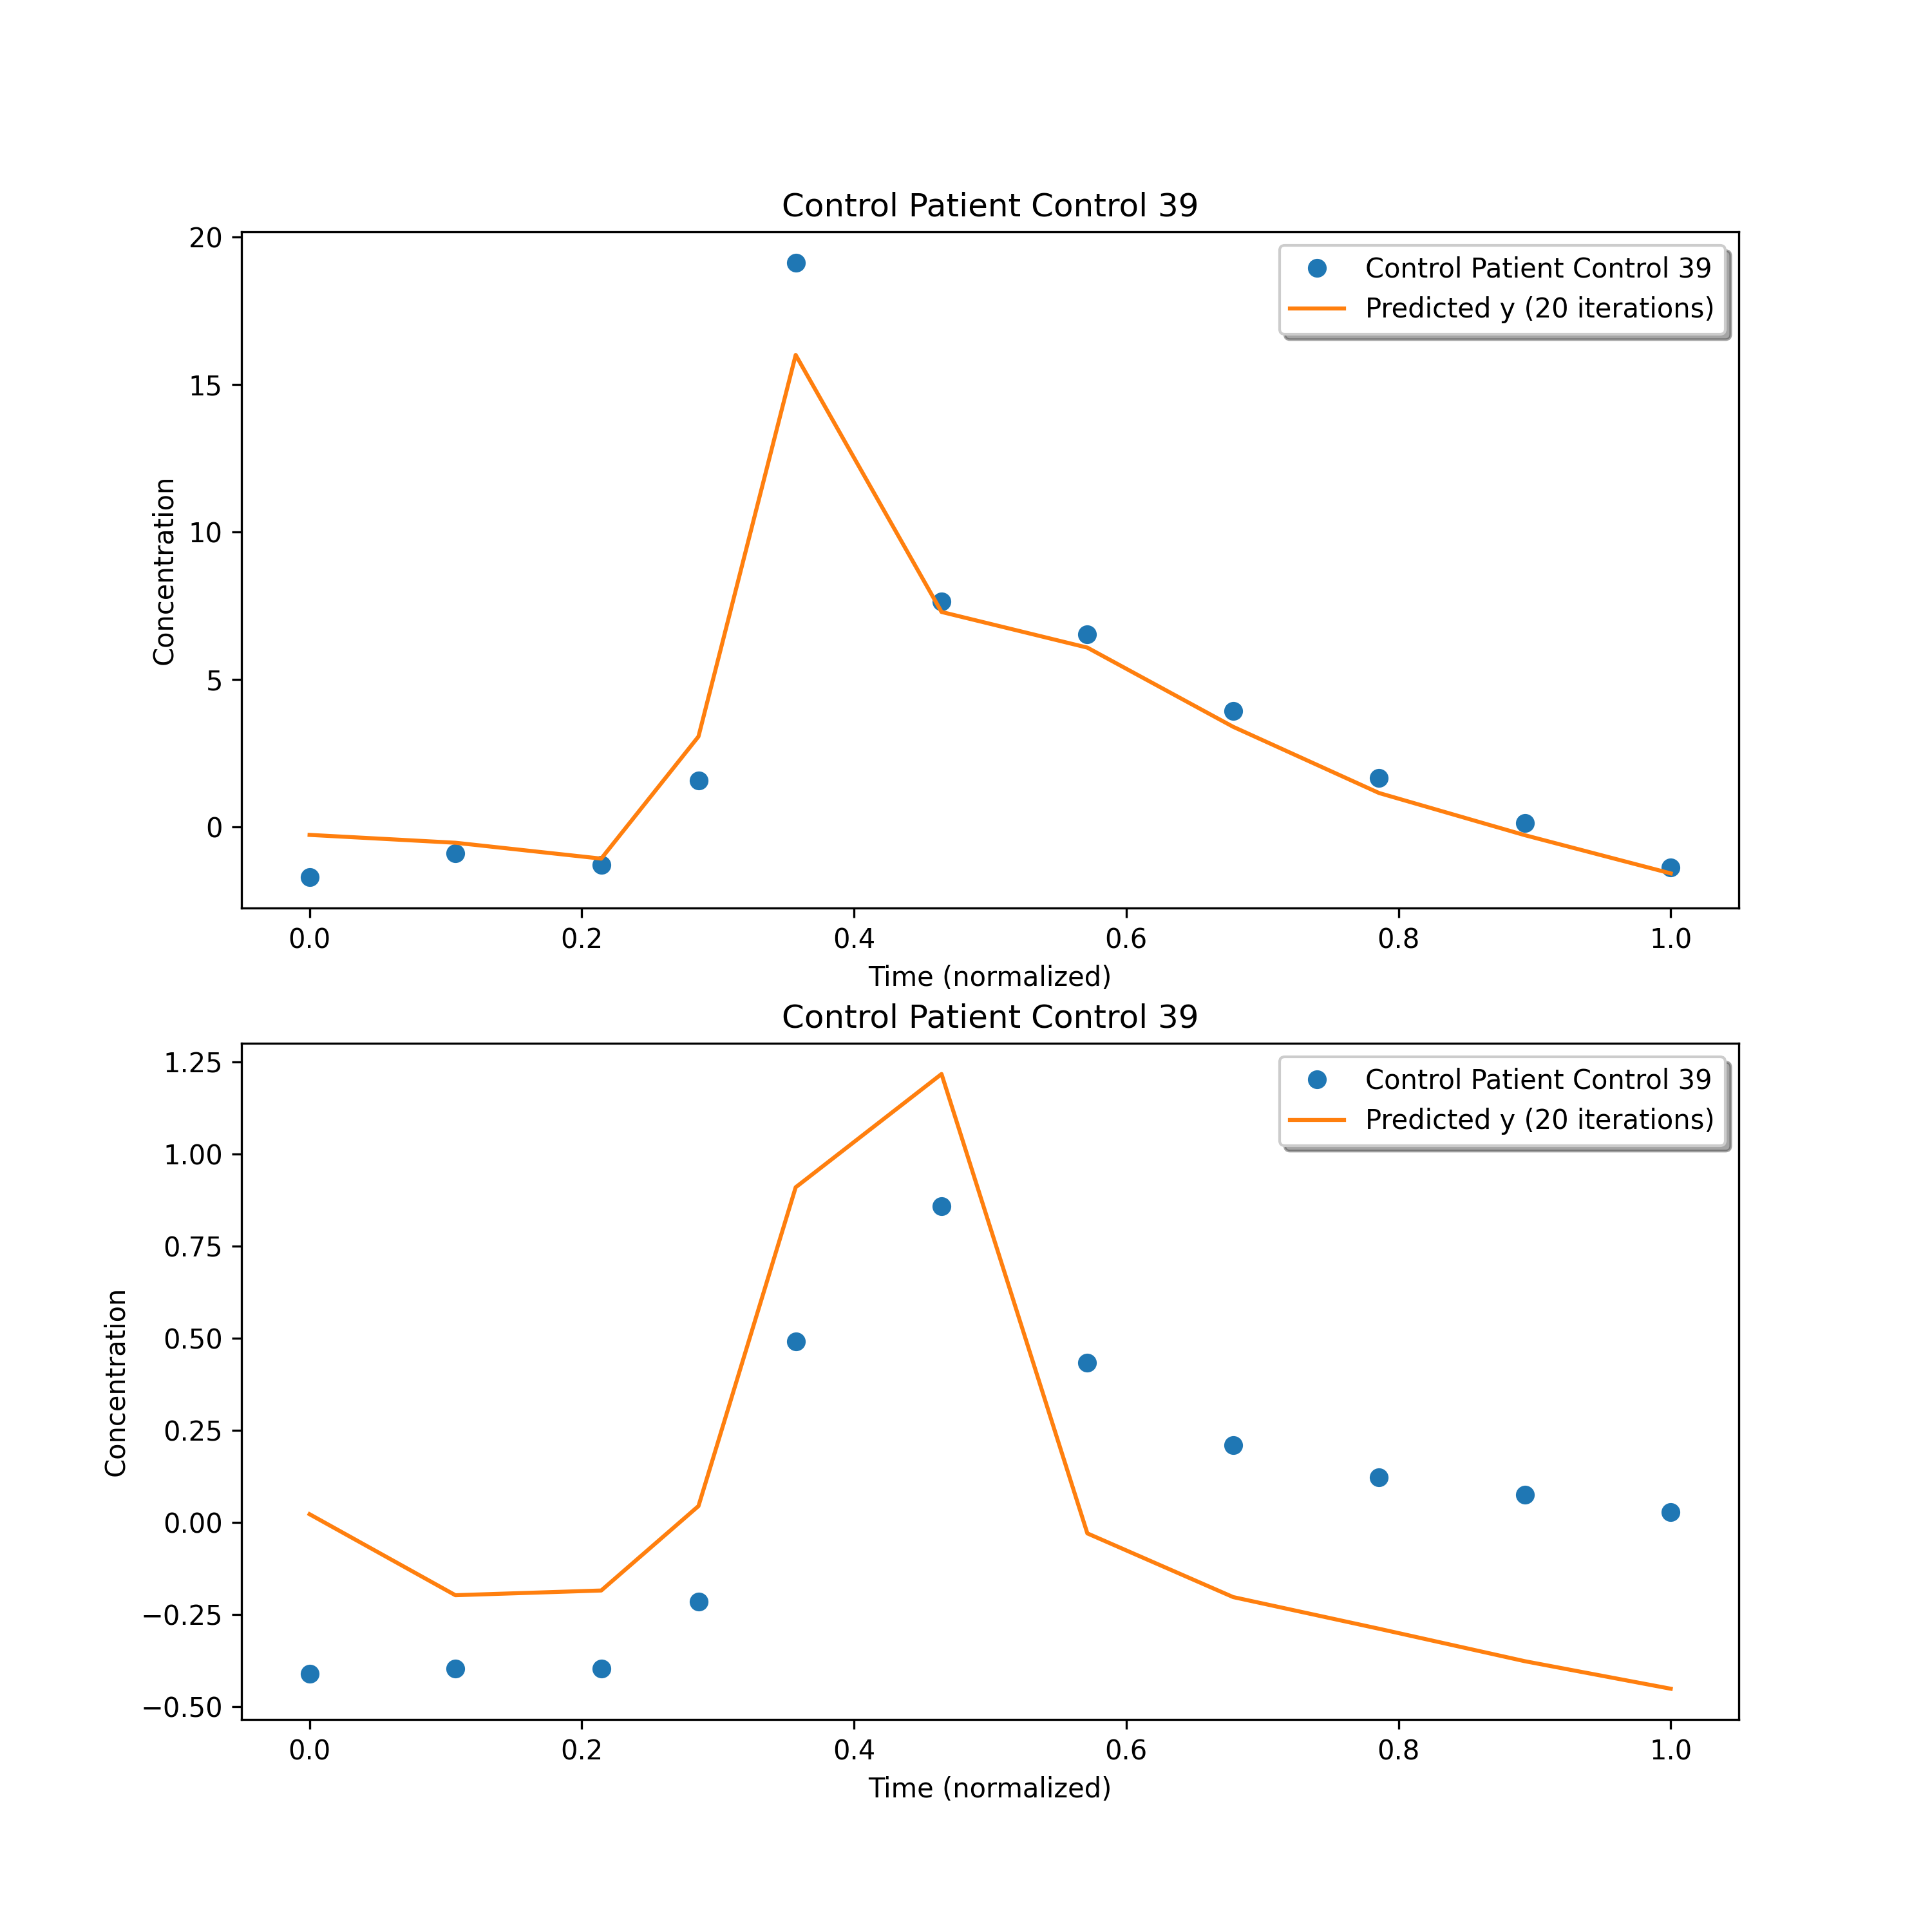 Control Patient Control 39
20
15
10
5
0
Concentration
Control Patient Control 39
Predicted y (20 iterations)
0.0 0.2 0.4 0.6 0.8 1.0
Time (normalized)
Control Patient Control 39
1.25
1.00
0.75
0.50
0.25
0.00
−0.25
−0.50
Concentration
Control Patient Control 39
Predicted y (20 iterations)
0.0 0.2 0.4 0.6 0.8 1.0
Time (normalized)